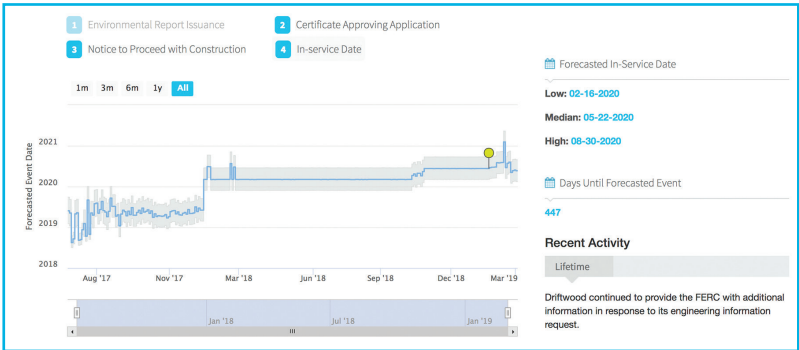 1 Environmental Report Issuance
2 Certificate Approving Application
3 Notice to Proceed with Construction
4 In-service Date
1m 3m 6m 1y All
Forecasted Event Date
2021
2020
2019
2018
Aug '17 Nov '17 Mar '18 Jun '18 Sep '18 Dec '18 Mar '19
Jan '18 Jul '18 Jan '19
Forecasted In-Service Date
Low: 02-16-2020
Median: 05-22-2020
High: 08-30-2020
Days Until Forecasted Event
447
Recent Activity
Lifetime
Driftwood continued to provide the FERC with additional
information in response to its engineering information
request.